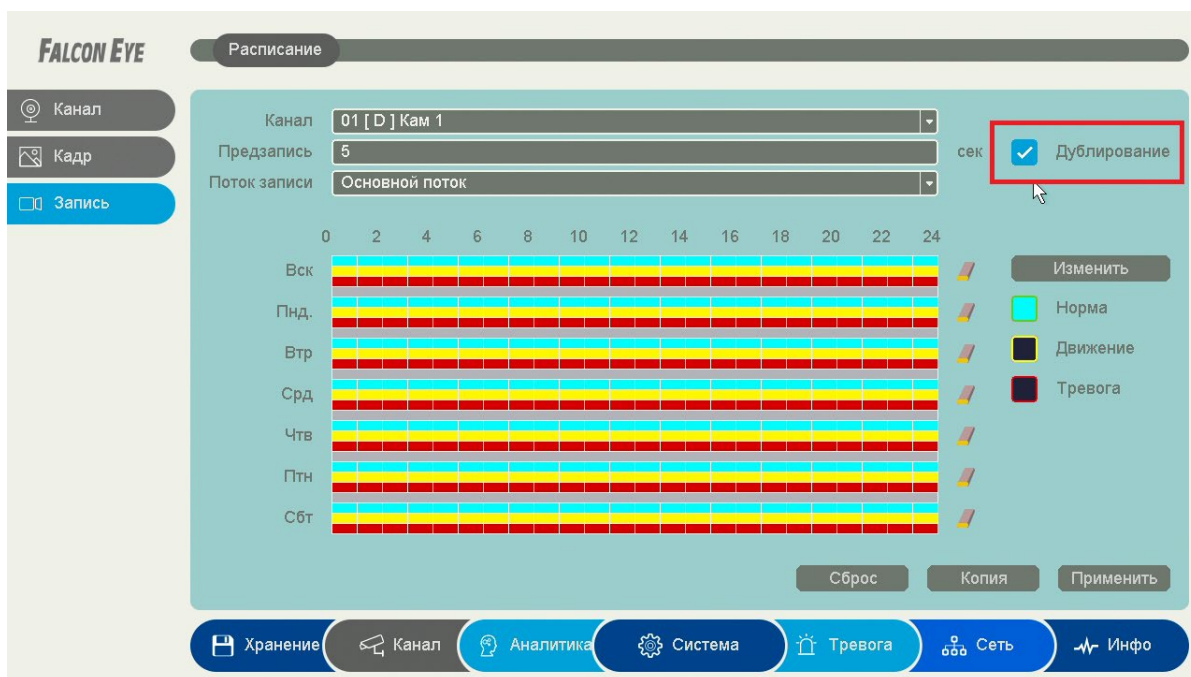 FALCON EYE
Расписание
Канал
Кадр
Запись
Канал 01 [ D ] Кам 1
Предзапись 5 сек Дублирование
Поток записи Основной поток
0 2 4 6 8 10 12 14 16 18 20 22 24
Вск Изменить
Пнд. Норма
Втр Движение
Срд Тревога
Чтв
Птн
Сбт
Сброс Копия Применить
Хранение Канал Аналитика Система Тревога Сеть Инфо